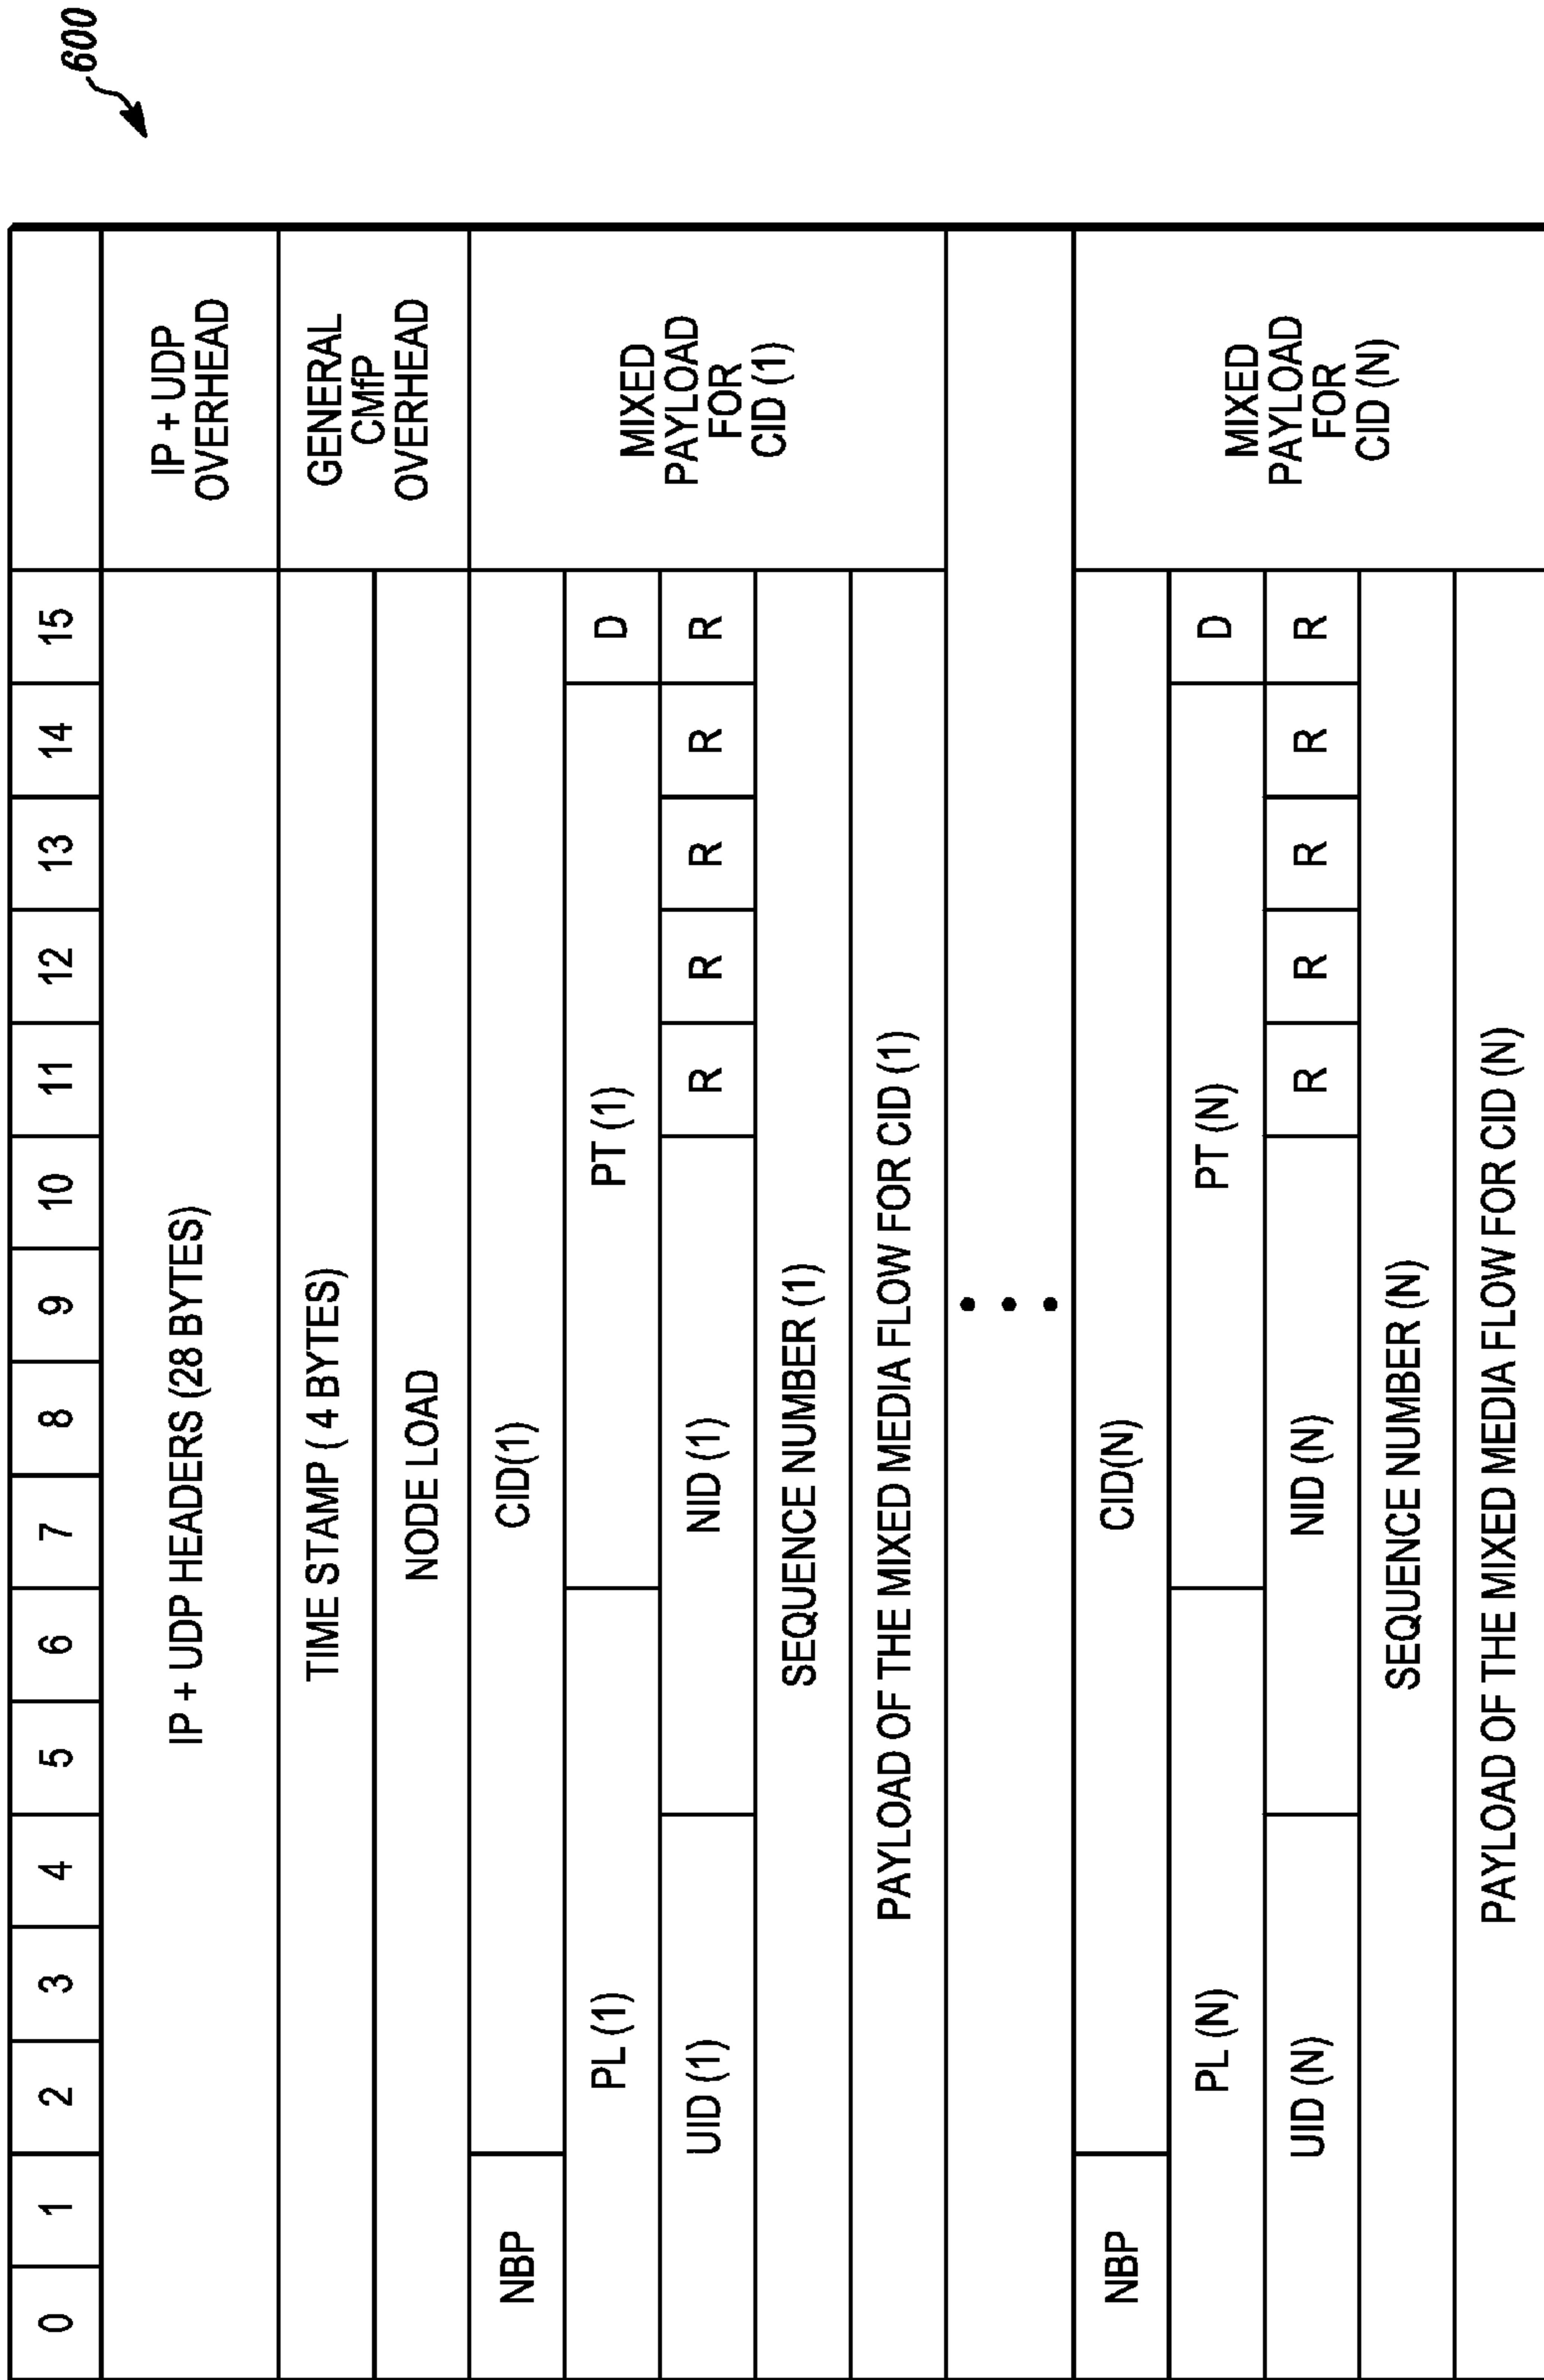 600
0 1 2 3 4 5 6 7 8 9 10 11 12 13 14 15
IP + UDP HEADERS (28 BYTES)
IP + UDP
OVERHEAD
TIME STAMP ( 4 BYTES)
NODE LOAD
GENERAL
CMfP
OVERHEAD
NBP CID(1)
PL (1) PT (1) D
UID (1) NID (1) R R R R R
SEQUENCE NUMBER (1)
PAYLOAD OF THE MIXED MEDIA FLOW FOR CID (1)
MIXED
PAYLOAD
FOR
CID (1)
NBP CID(N)
PL (N) PT (N) D
UID (N) NID (N) R R R R R
SEQUENCE NUMBER (N)
PAYLOAD OF THE MIXED MEDIA FLOW FOR CID (N)
MIXED
PAYLOAD
FOR
CID (N)